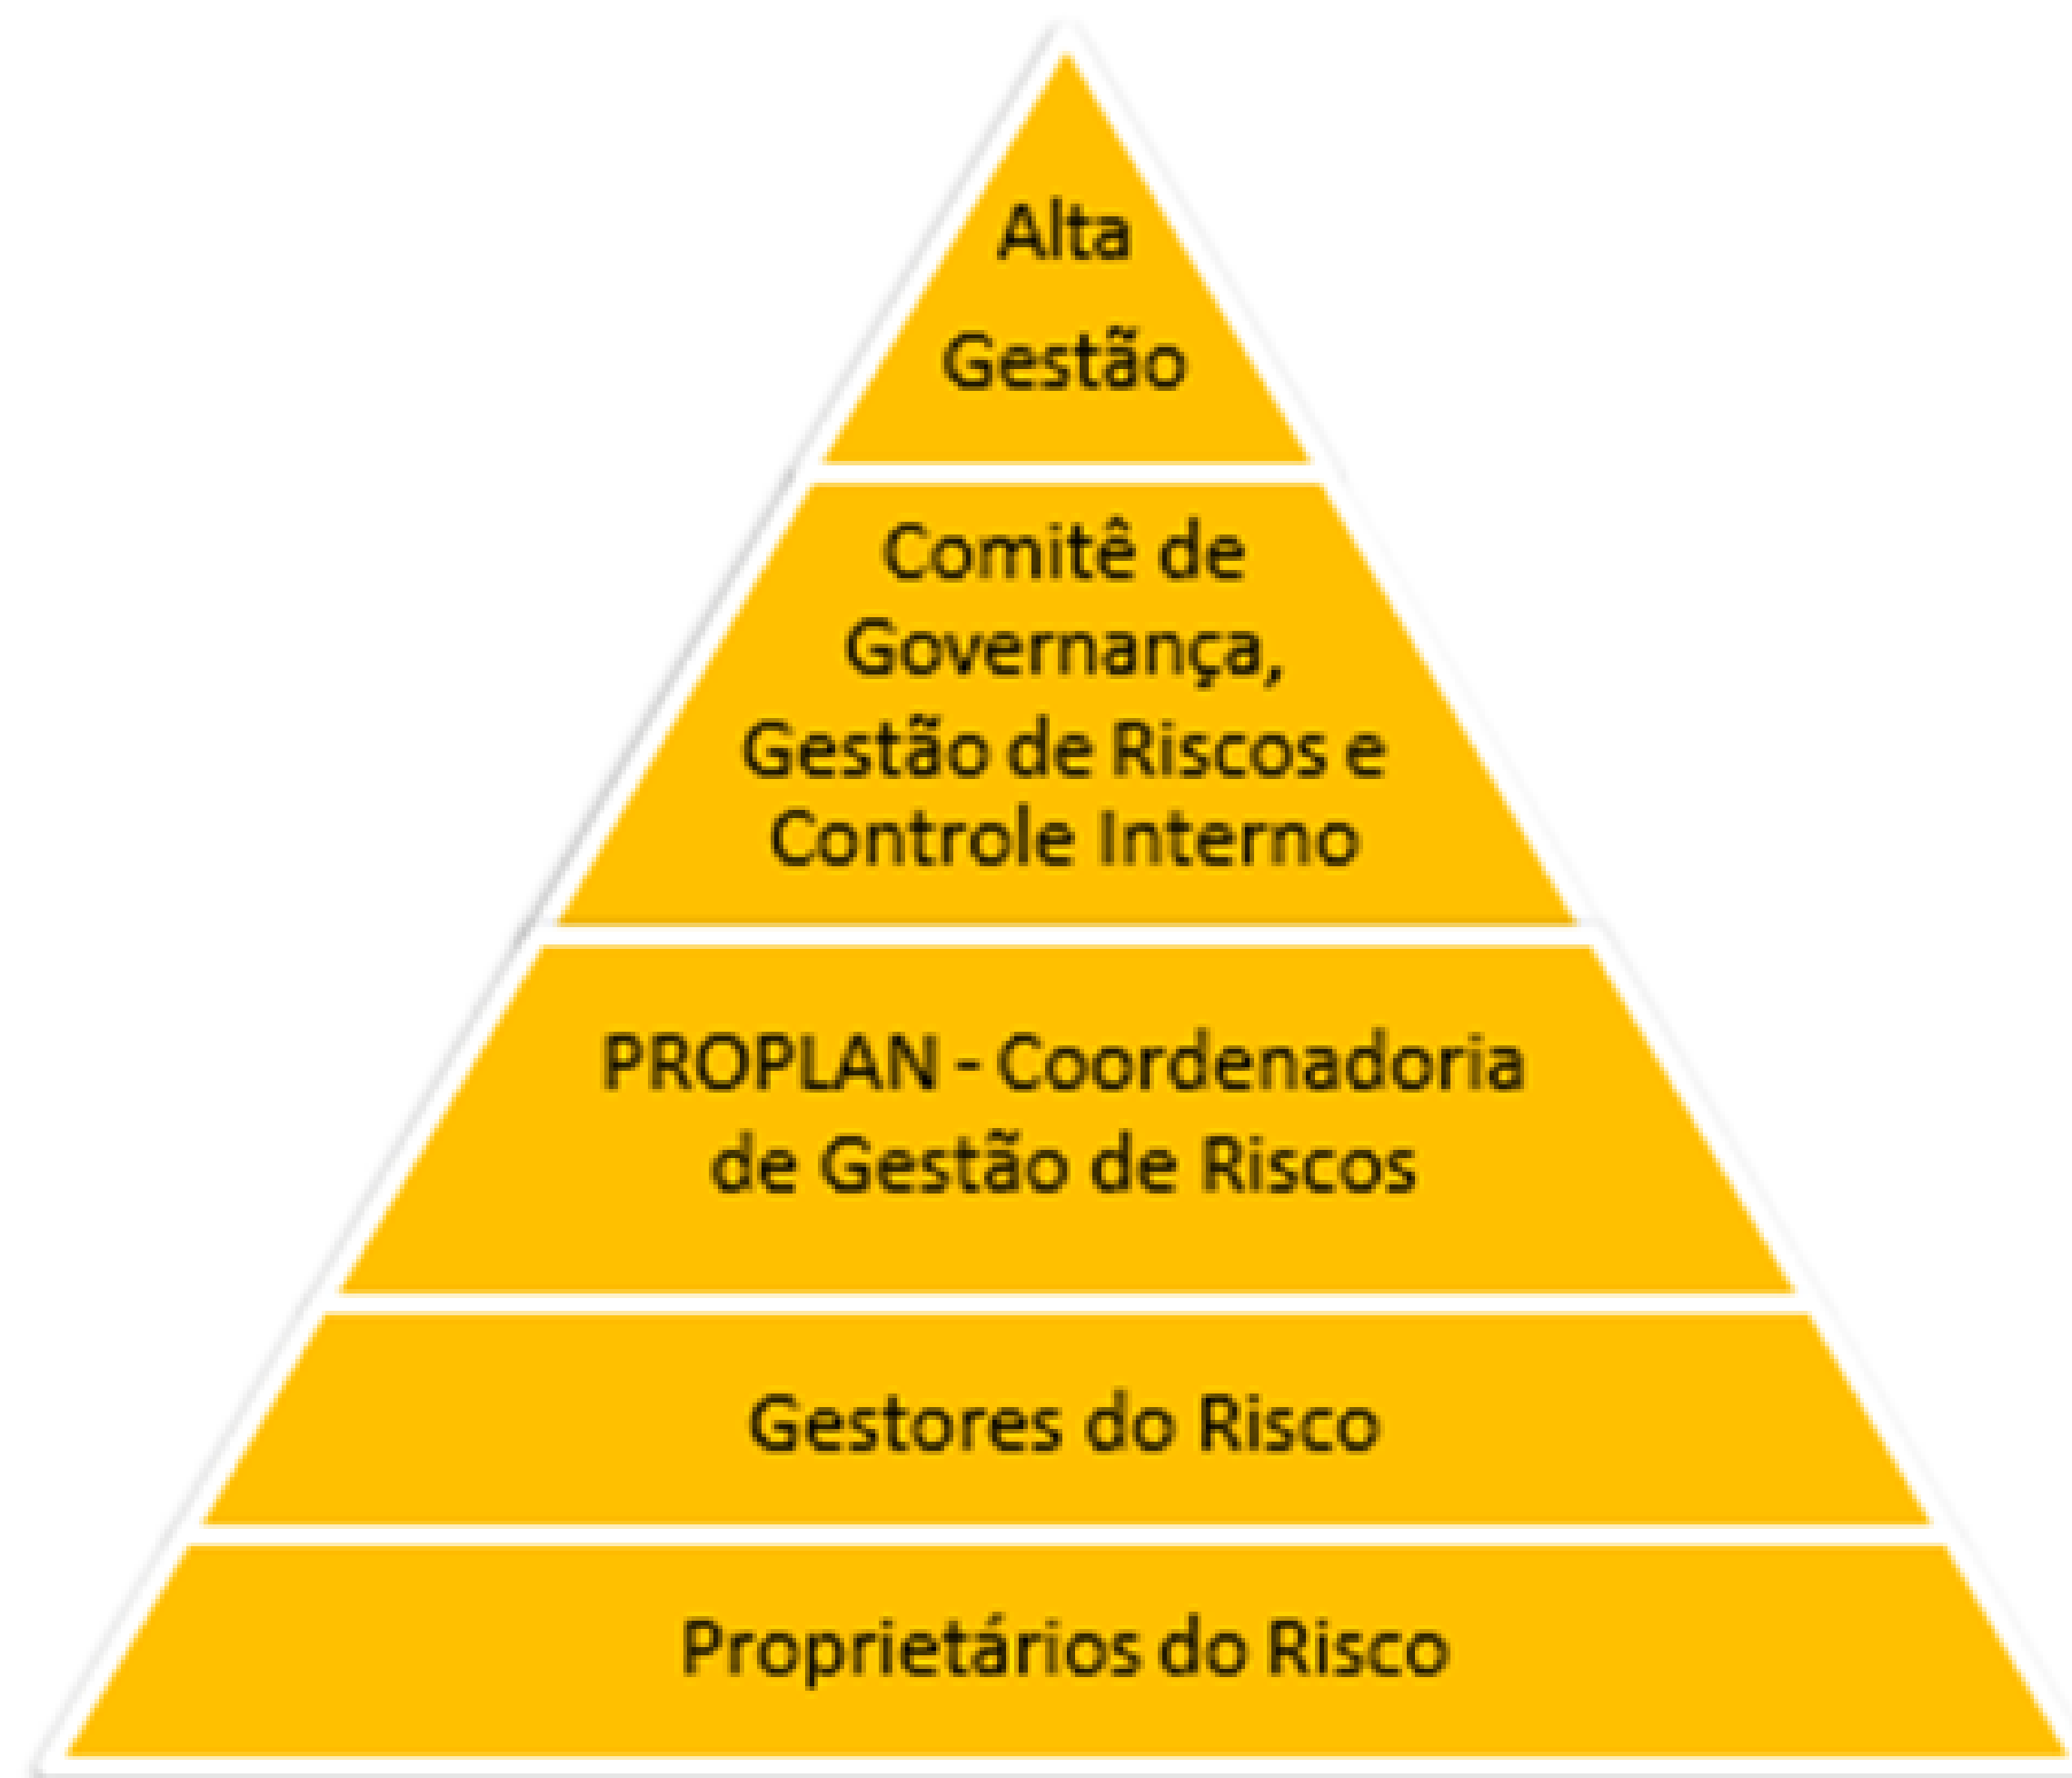 Alta
Gestão
Comitê de
Governança,
Gestão de Riscos e
Controle Interno
PROPLAN - Coordenadoria
de Gestão de Riscos
Gestores do Risco
Proprietários do Risco